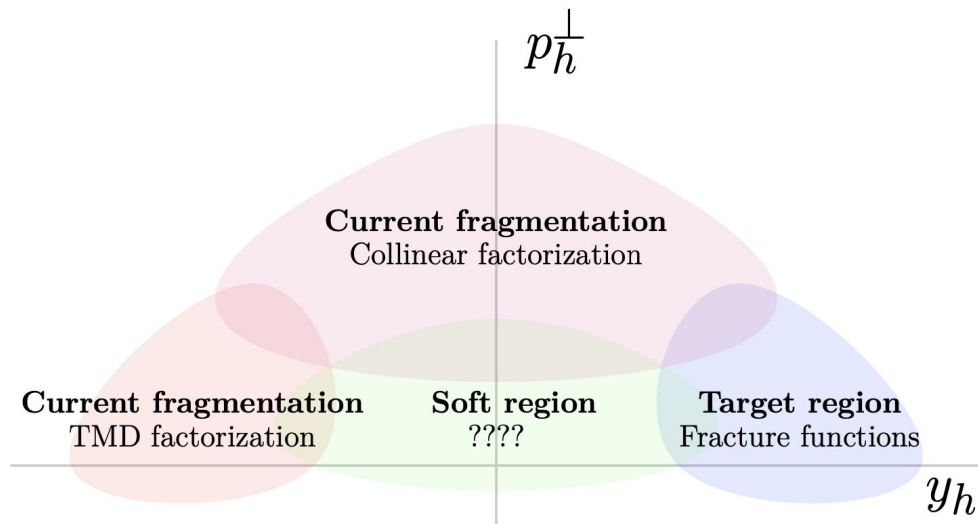 p_h^⊥
Current fragmentation
Collinear factorization
Current fragmentation
TMD factorization
Soft region
????
Target region
Fracture functions
y_h